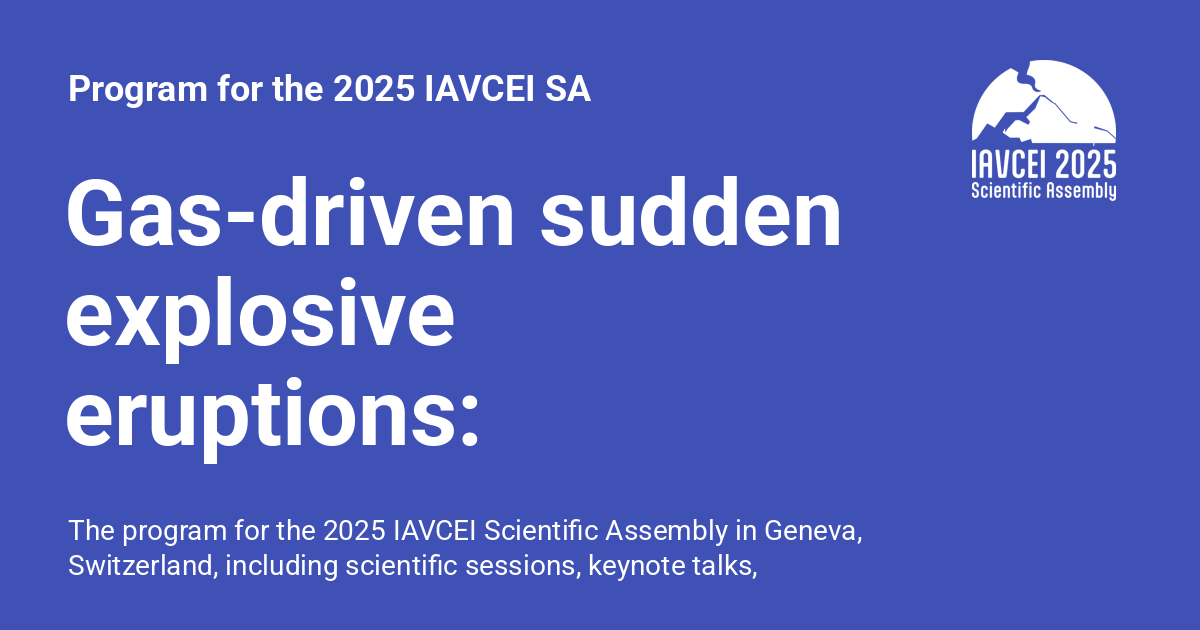 Program for the 2025 IAVCEI SA
IAVCEI 2025
Scientific Assembly
Gas-driven sudden
explosive
eruptions:
The program for the 2025 IAVCEI Scientific Assembly in Geneva,
Switzerland, including scientific sessions, keynote talks,